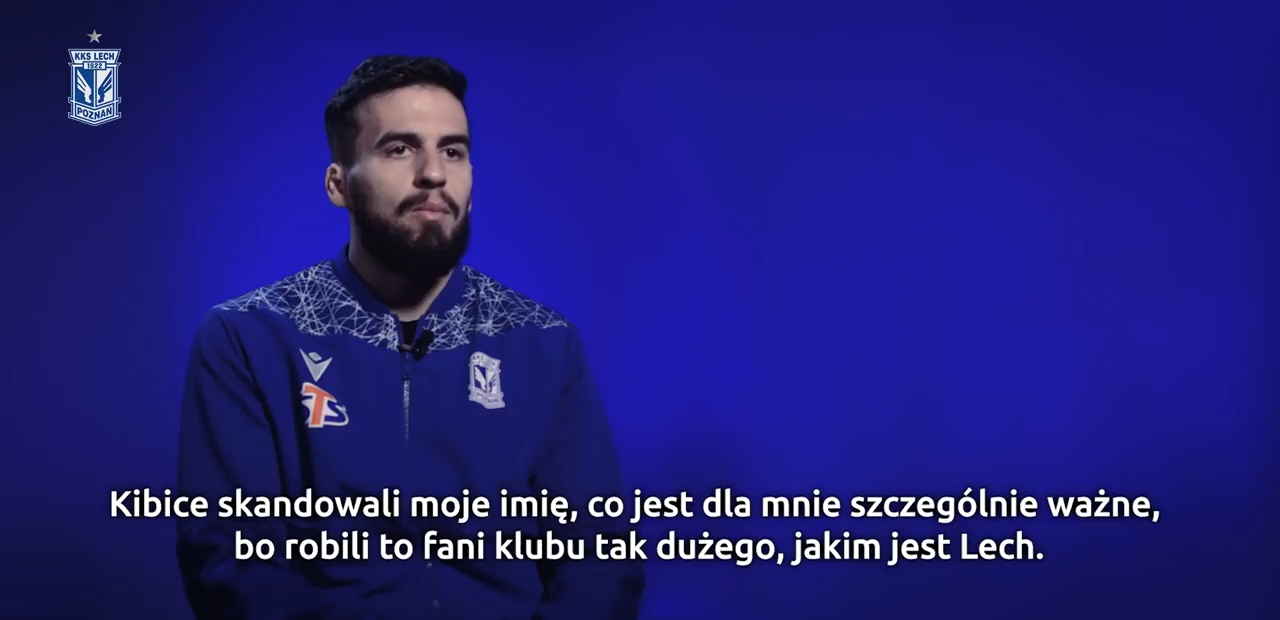 KKS LECH
1922
POZNAŃ
STS
Kibice skandowali moje imię, co jest dla mnie szczególnie ważne,
bo robili to fani klubu tak dużego, jakim jest Lech.